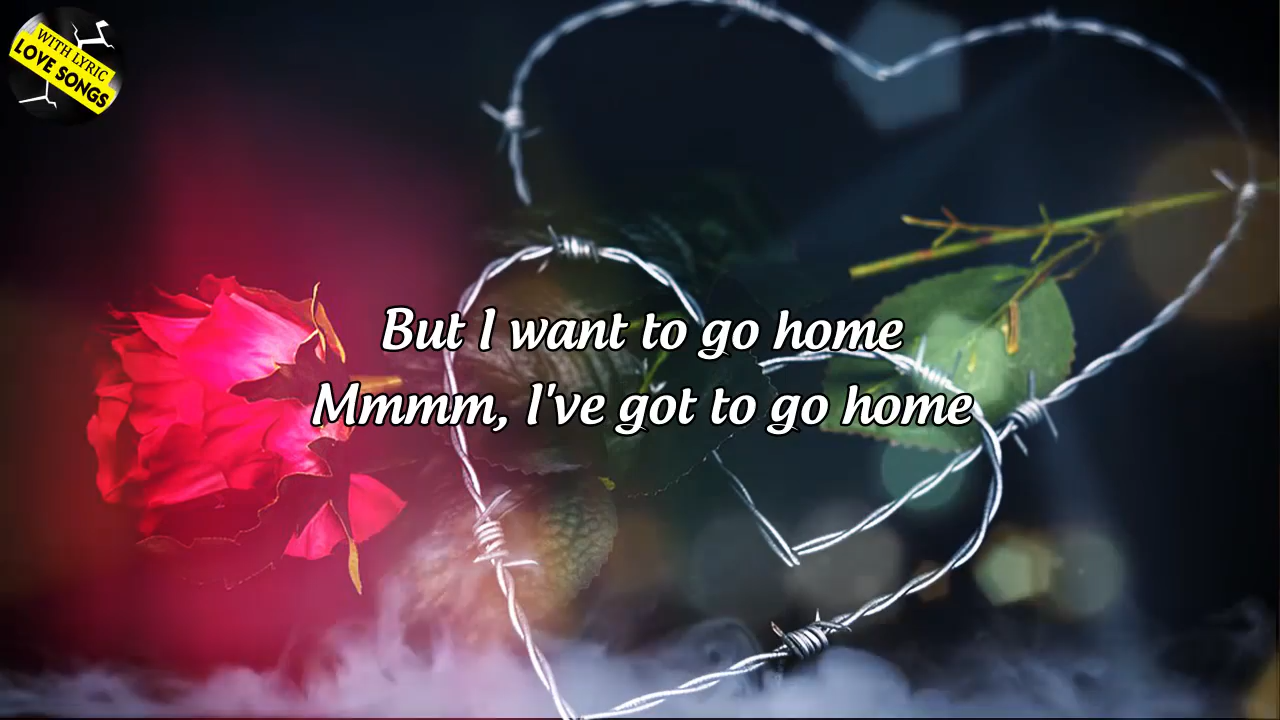 WITH LYRIC
LOVE SONGS
But I want to go home
Mmmm, I've got to go home